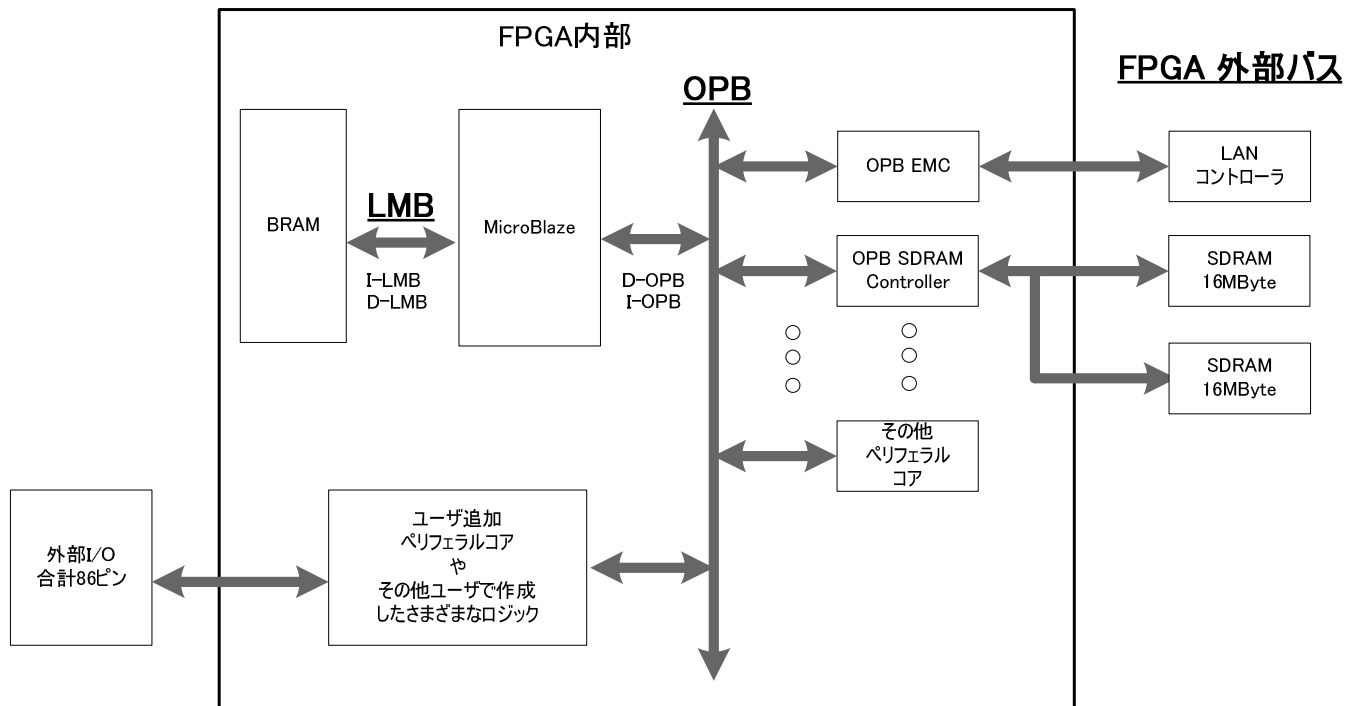 FPGA内部
FPGA 外部バス
OPB
BRAM
LMB
I-LMB
D-LMB
MicroBlaze
D-OPB
I-OPB
OPB EMC
LAN
コントローラ
OPB SDRAM
Controller
SDRAM
16MByte
SDRAM
16MByte
その他
ペリフェラル
コア
外部I/O
合計86ピン
ユーザ追加
ペリフェラルコア
や
その他ユーザで作成
したさまざまなロジック